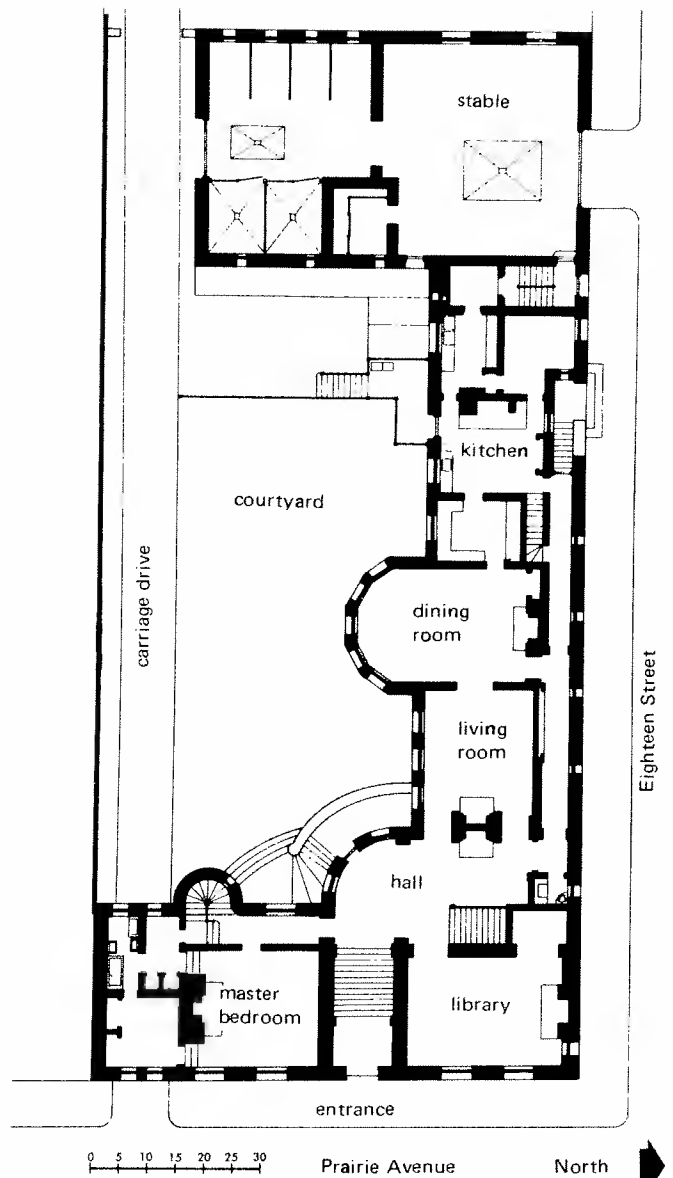 stable
kitchen
courtyard
carriage drive
dining
room
living
room
Eighteen Street
hall
master
bedroom
library
entrance
0 5 10 15 20 25 30
Prairie Avenue
North